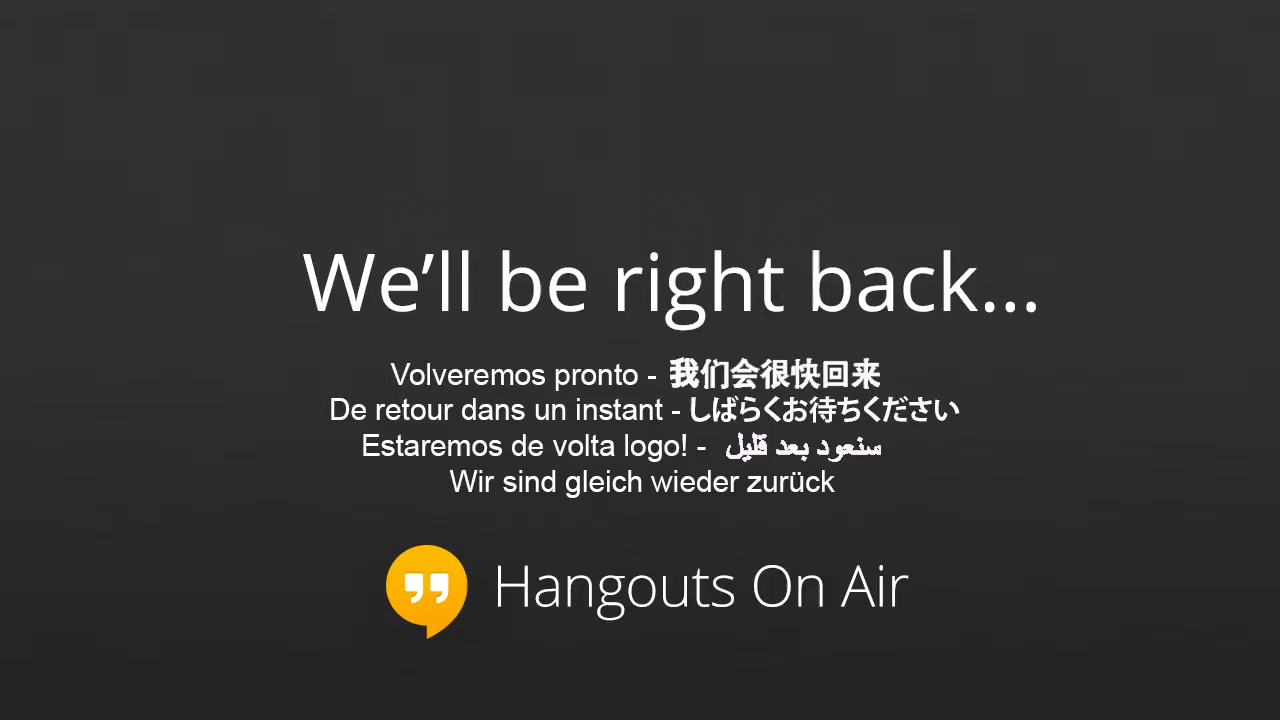 We’ll be right back...
Volveremos pronto - 我们会很快回来
De retour dans un instant - しばらくお待ちください
Estaremos de volta logo! - سنعود بعد قليل
Wir sind gleich wieder zurück
Hangouts On Air